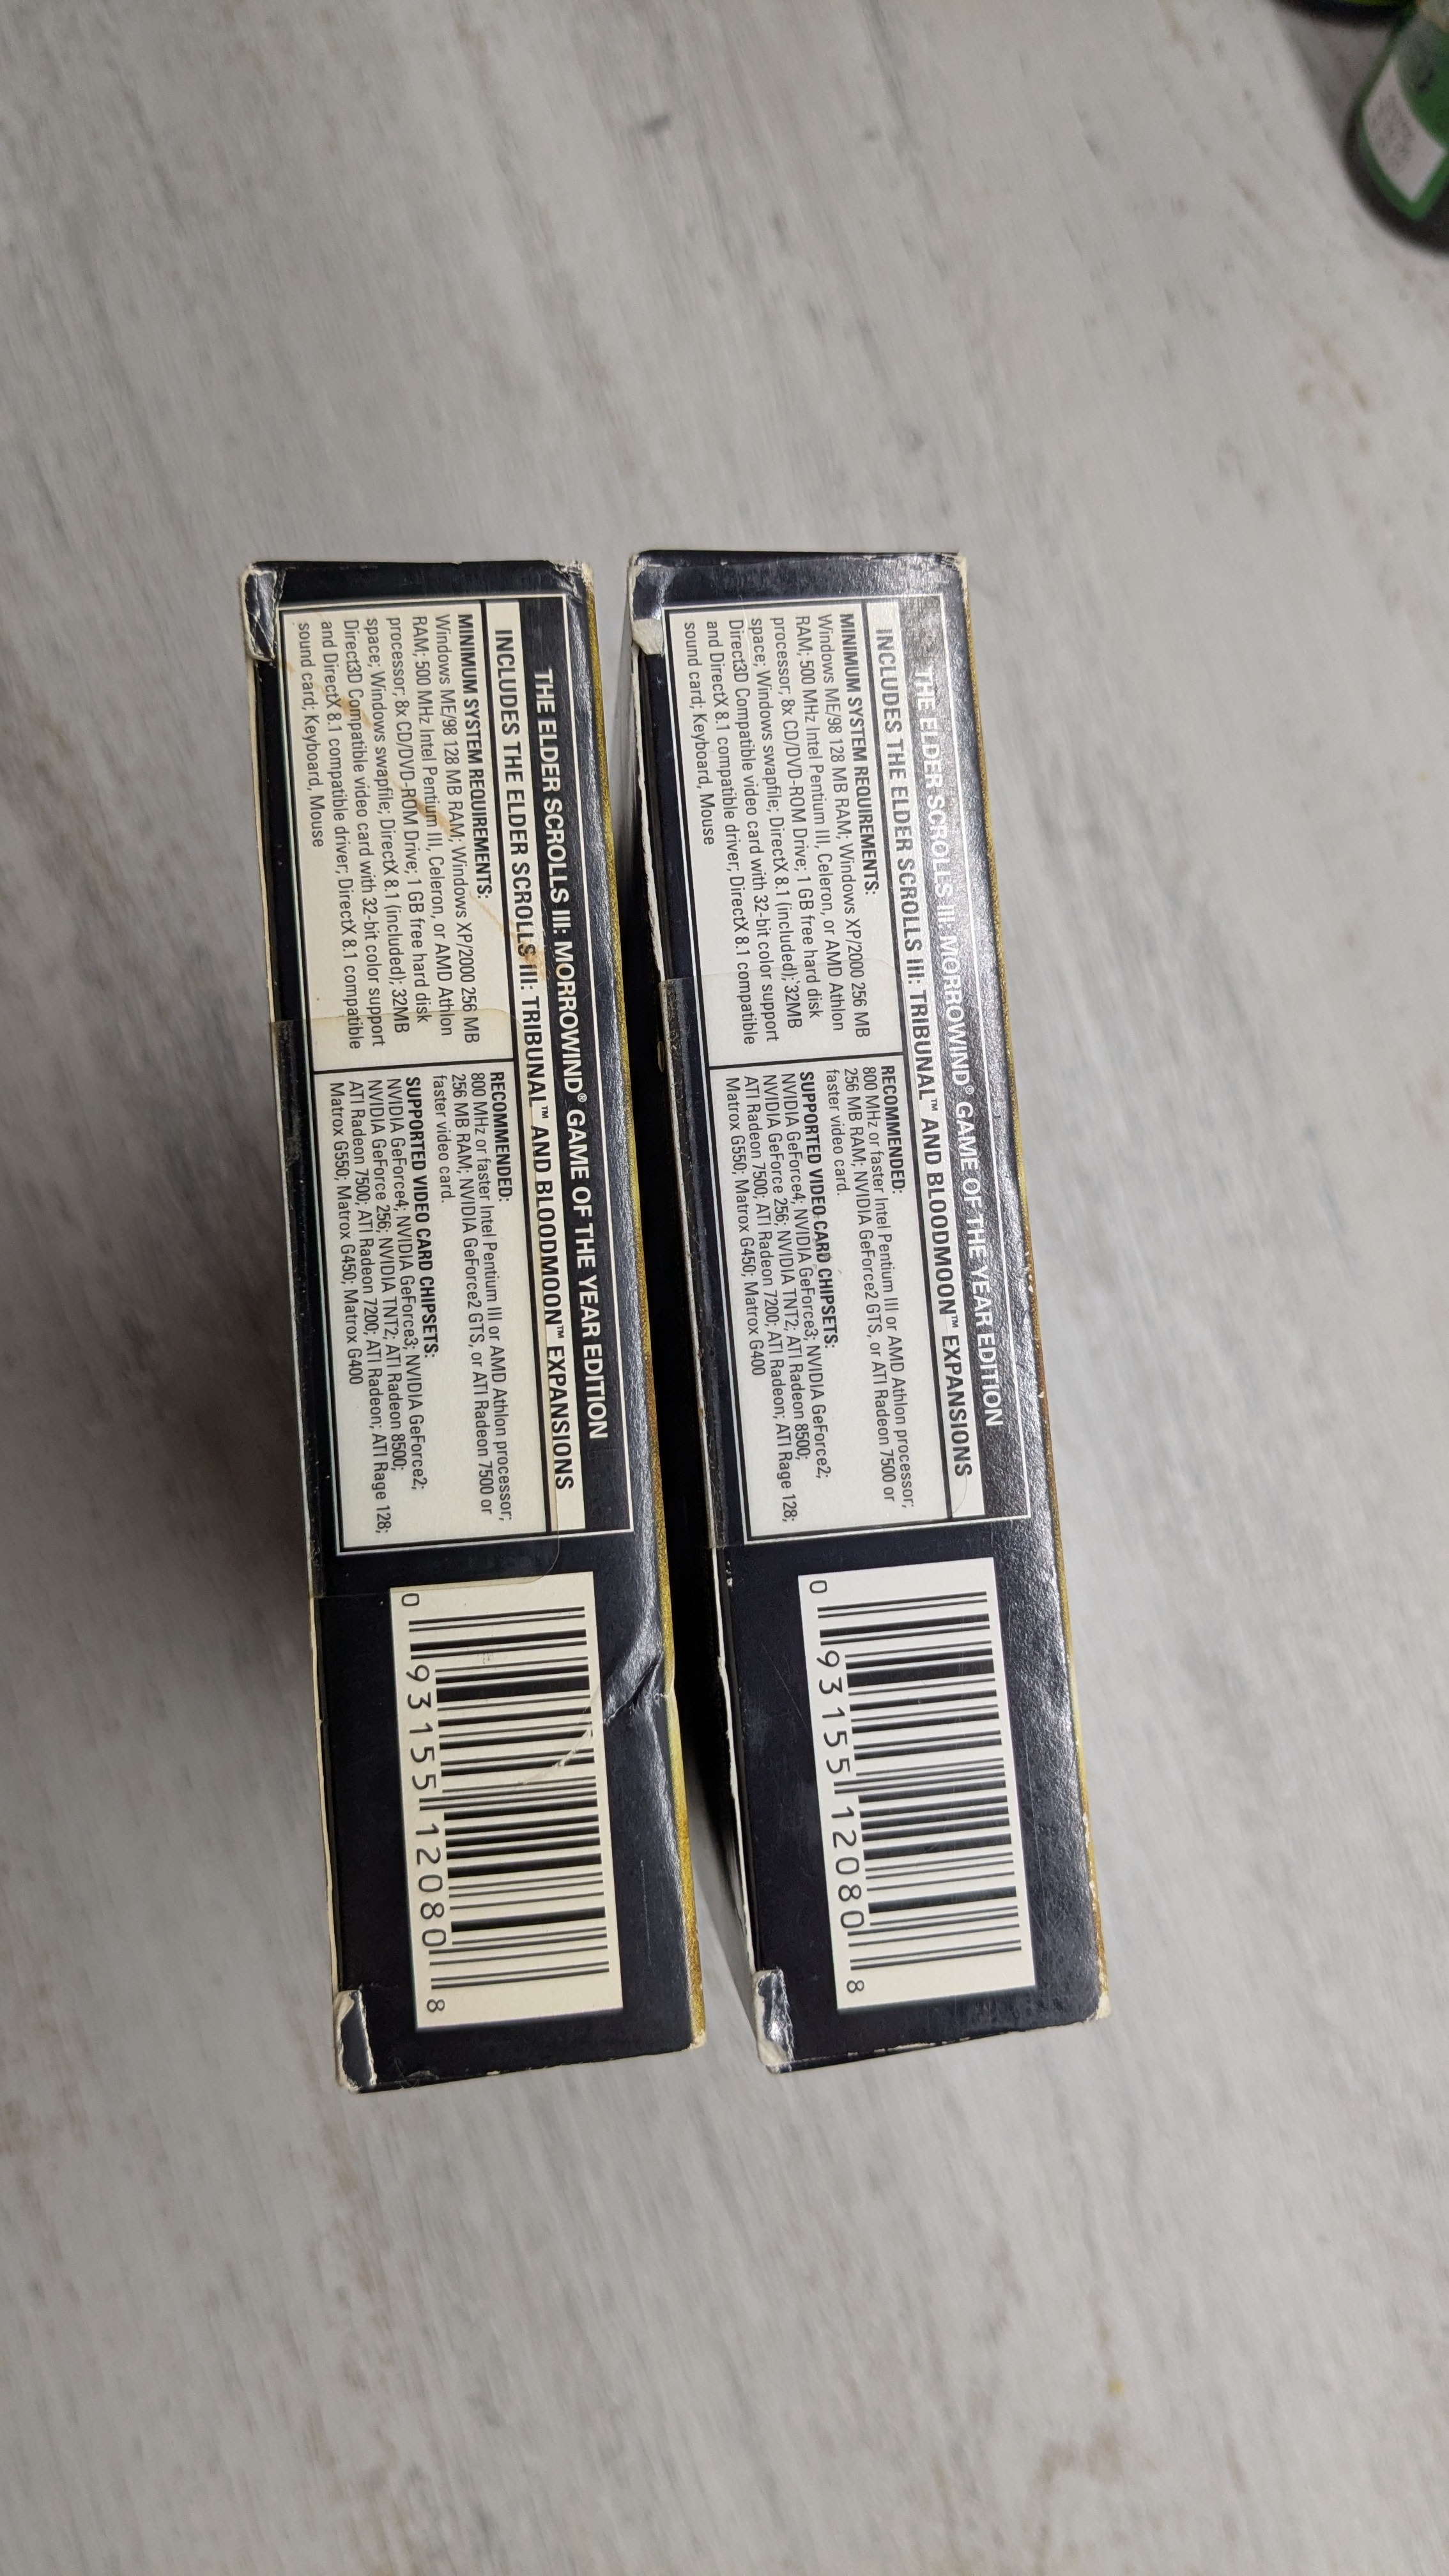 THE ELDER SCROLLS III: MORROWIND® GAME OF THE YEAR EDITION
INCLUDES THE ELDER SCROLLS III: TRIBUNAL™ AND BLOODMOON™ EXPANSIONS
MINIMUM SYSTEM REQUIREMENTS:
Windows ME/98 128 MB RAM; Windows XP/2000 256 MB
RAM; 500 MHz Intel Pentium III, Celeron, or AMD Athlon
processor; 8x CD/DVD-ROM Drive; 1 GB free hard disk
space; Windows swapfile; DirectX 8.1 (included); 32MB
Direct3D Compatible video card with 32-bit color support
and DirectX 8.1 compatible driver; DirectX 8.1 compatible
sound card; Keyboard, Mouse
RECOMMENDED:
800 MHz or faster Intel Pentium III or AMD Athlon processor;
256 MB RAM; NVIDIA GeForce2 GTS, or ATI Radeon 7500 or
faster video card.
SUPPORTED VIDEO CARD CHIPSETS:
NVIDIA GeForce4; NVIDIA GeForce3; NVIDIA GeForce2;
NVIDIA GeForce 256; NVIDIA TNT2; ATI Radeon 8500;
ATI Radeon 7500; ATI Radeon 7200; ATI Radeon; ATI Rage 128;
Matrox G550; Matrox G450; Matrox G400
0 93155 12080 8
THE ELDER SCROLLS III: MORROWIND® GAME OF THE YEAR EDITION
INCLUDES THE ELDER SCROLLS III: TRIBUNAL™ AND BLOODMOON™ EXPANSIONS
MINIMUM SYSTEM REQUIREMENTS:
Windows ME/98 128 MB RAM; Windows XP/2000 256 MB
RAM; 500 MHz Intel Pentium III, Celeron, or AMD Athlon
processor; 8x CD/DVD-ROM Drive; 1 GB free hard disk
space; Windows swapfile; DirectX 8.1 (included); 32MB
Direct3D Compatible video card with 32-bit color support
and DirectX 8.1 compatible driver; DirectX 8.1 compatible
sound card; Keyboard, Mouse
RECOMMENDED:
800 MHz or faster Intel Pentium III or AMD Athlon processor;
256 MB RAM; NVIDIA GeForce2 GTS, or ATI Radeon 7500 or
faster video card.
SUPPORTED VIDEO CARD CHIPSETS:
NVIDIA GeForce4; NVIDIA GeForce3; NVIDIA GeForce2;
NVIDIA GeForce 256; NVIDIA TNT2; ATI Radeon 8500;
ATI Radeon 7500; ATI Radeon 7200; ATI Radeon; ATI Rage 128;
Matrox G550; Matrox G450; Matrox G400
0 93155 12080 8